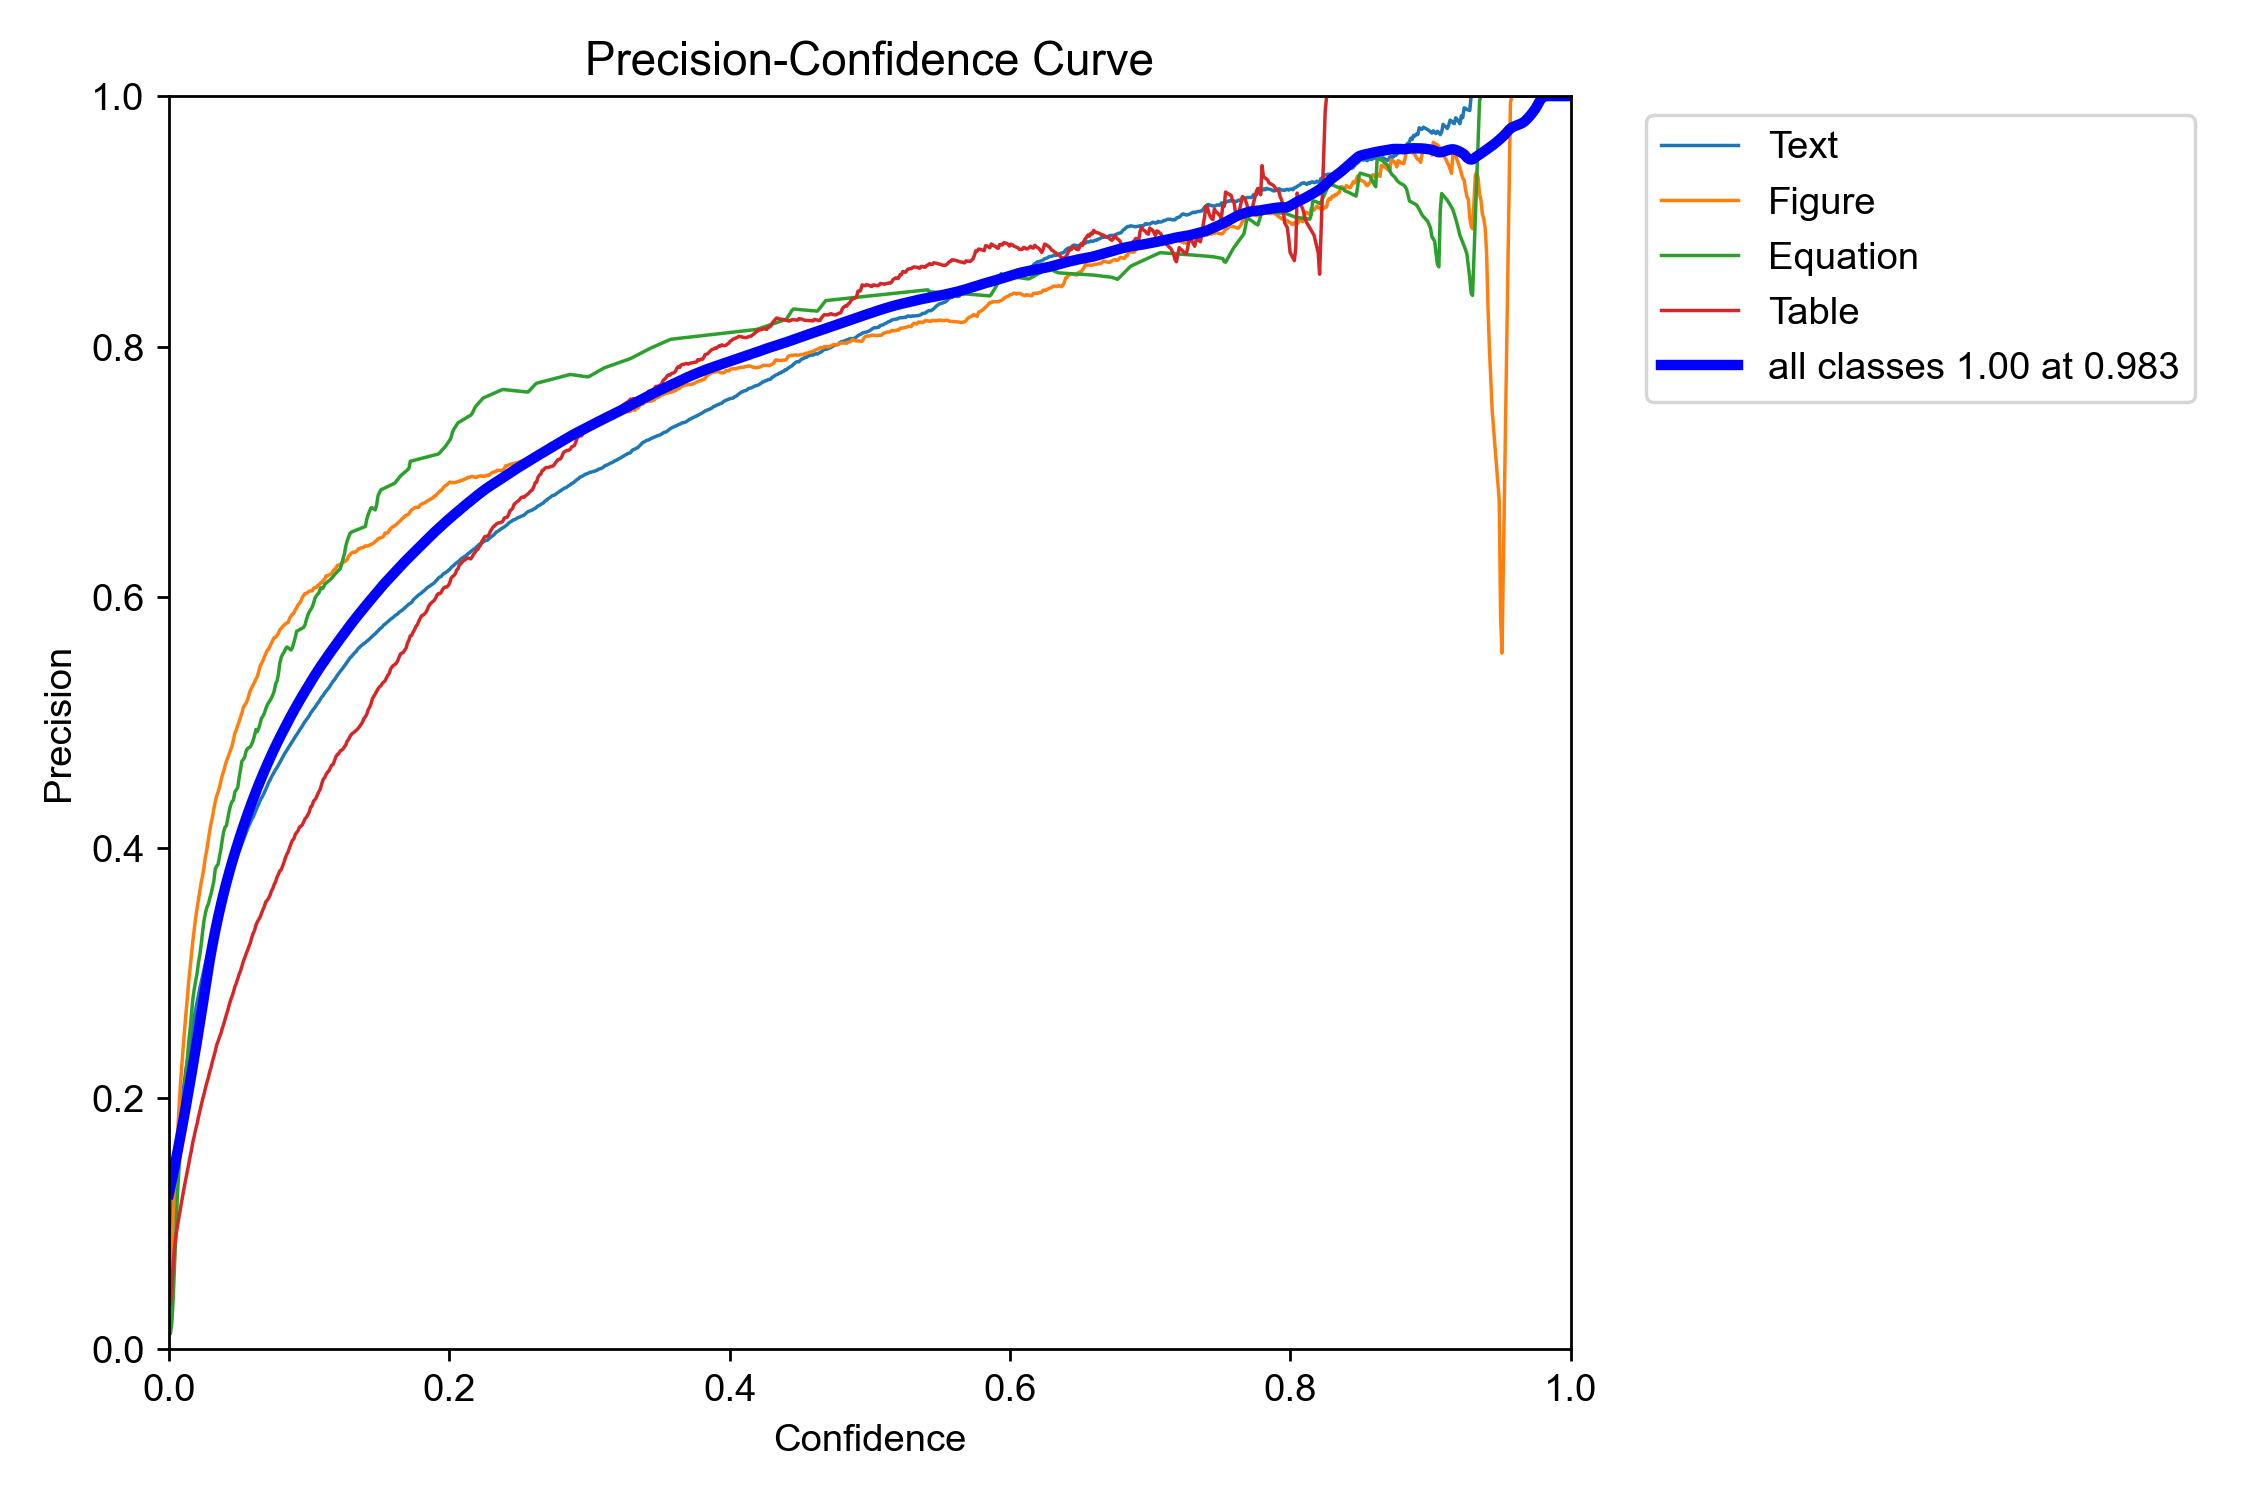 Precision-Confidence Curve
1.0
0.8
0.6
0.4
0.2
0.0
Precision
0.0 0.2 0.4 0.6 0.8 1.0
Confidence
Text
Figure
Equation
Table
all classes 1.00 at 0.983